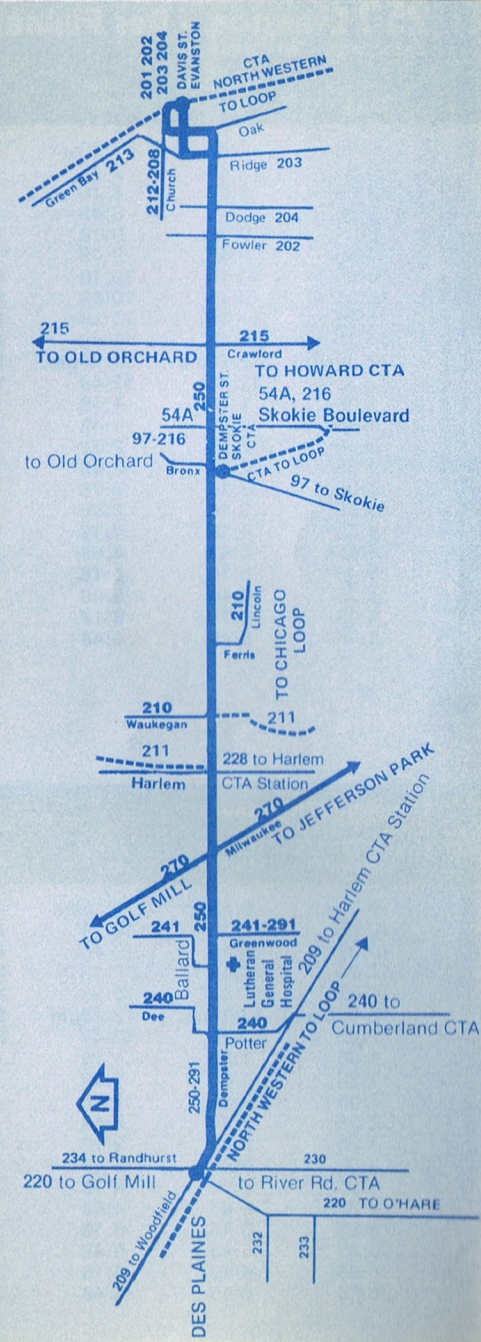 201 202
203 204
DAVIS ST.
EVANSTON
CTA
NORTH WESTERN
TO LOOP
Oak
Green Bay 213
212-208
Church
Ridge 203
Dodge 204
Fowler 202
215
TO OLD ORCHARD
215
Crawford
250
TO HOWARD CTA
54A, 216
Skokie Boulevard
DEMPSTER ST.
SKOKIE
CTA
54A
97-216
to Old Orchard
Bronx
CTA TO LOOP
97 to Skokie
210
Lincoln
Ferris
TO CHICAGO
LOOP
210
Waukegan
211
211
Harlem
228 to Harlem
CTA Station
270
Milwaukee
TO JEFFERSON PARK
270
TO GOLF MILL
250
241
Ballard
241-291
Greenwood
Lutheran
General
Hospital
209 to Harlem CTA Station
240
Dee
240
Potter
240 to
Cumberland CTA
NORTH WESTERN TO LOOP
250-291
Dempster
N
234 to Randhurst
220 to Golf Mill
230
to River Rd. CTA
220 TO O'HARE
232
233
209 to Woodfield
DES PLAINES